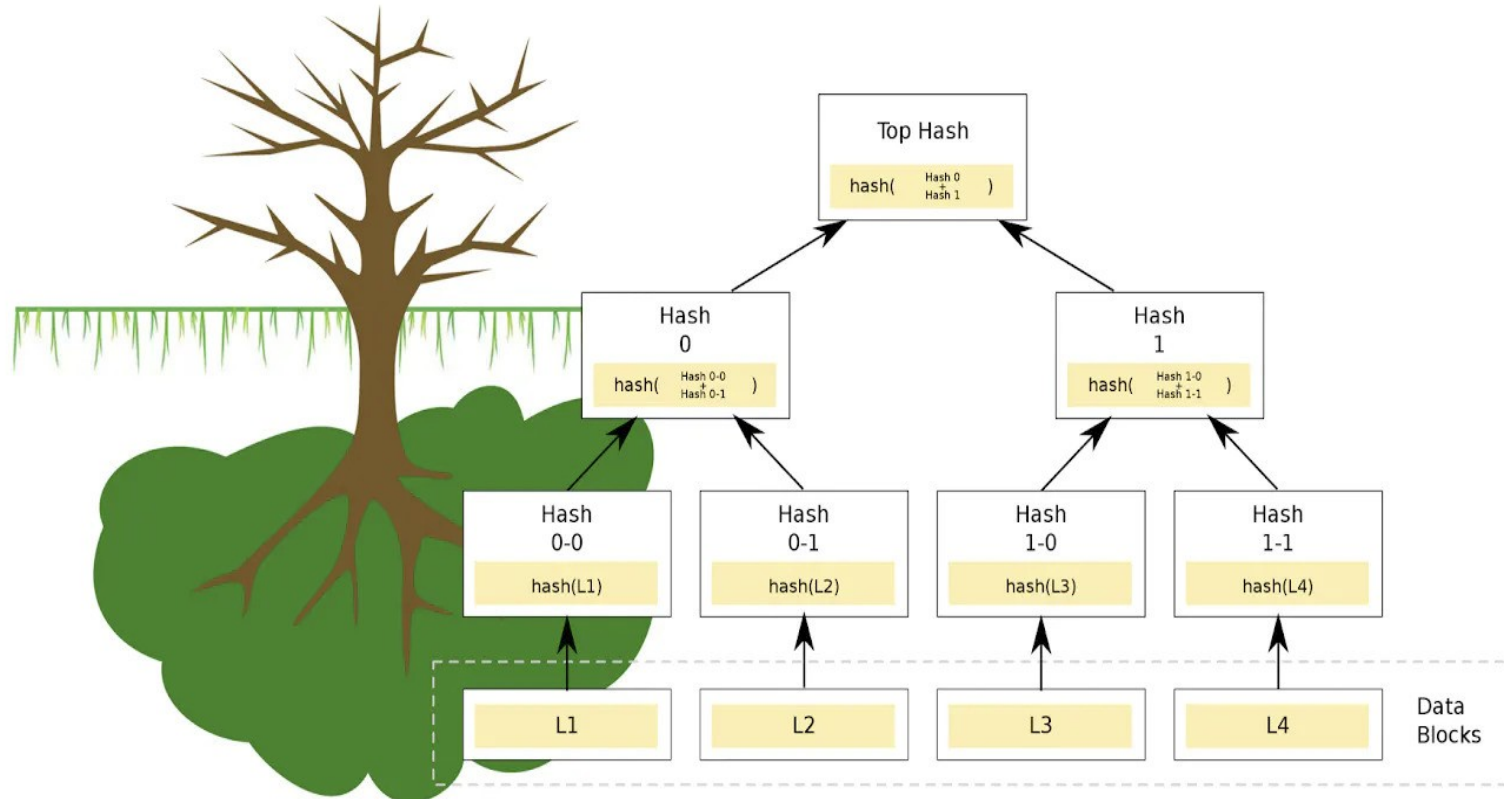 Top Hash
hash( Hash 0 + Hash 1 )
Hash
0
hash( Hash 0-0 + Hash 0-1 )
Hash
1
hash( Hash 1-0 + Hash 1-1 )
Hash
0-0
hash(L1)
Hash
0-1
hash(L2)
Hash
1-0
hash(L3)
Hash
1-1
hash(L4)
L1
L2
L3
L4
Data
Blocks